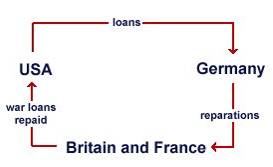 loans
USA
Germany
war loans
repaid
reparations
Britain and France